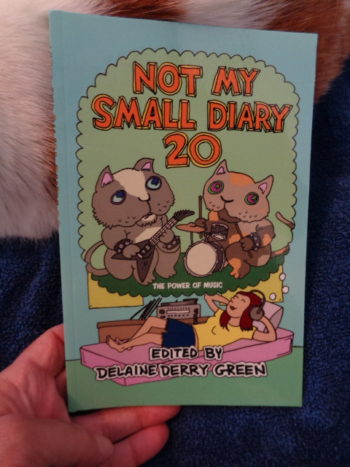 NOT MY
SMALL DIARY
20
THE POWER OF MUSIC
EDITED BY
DELAINE DERRY GREEN